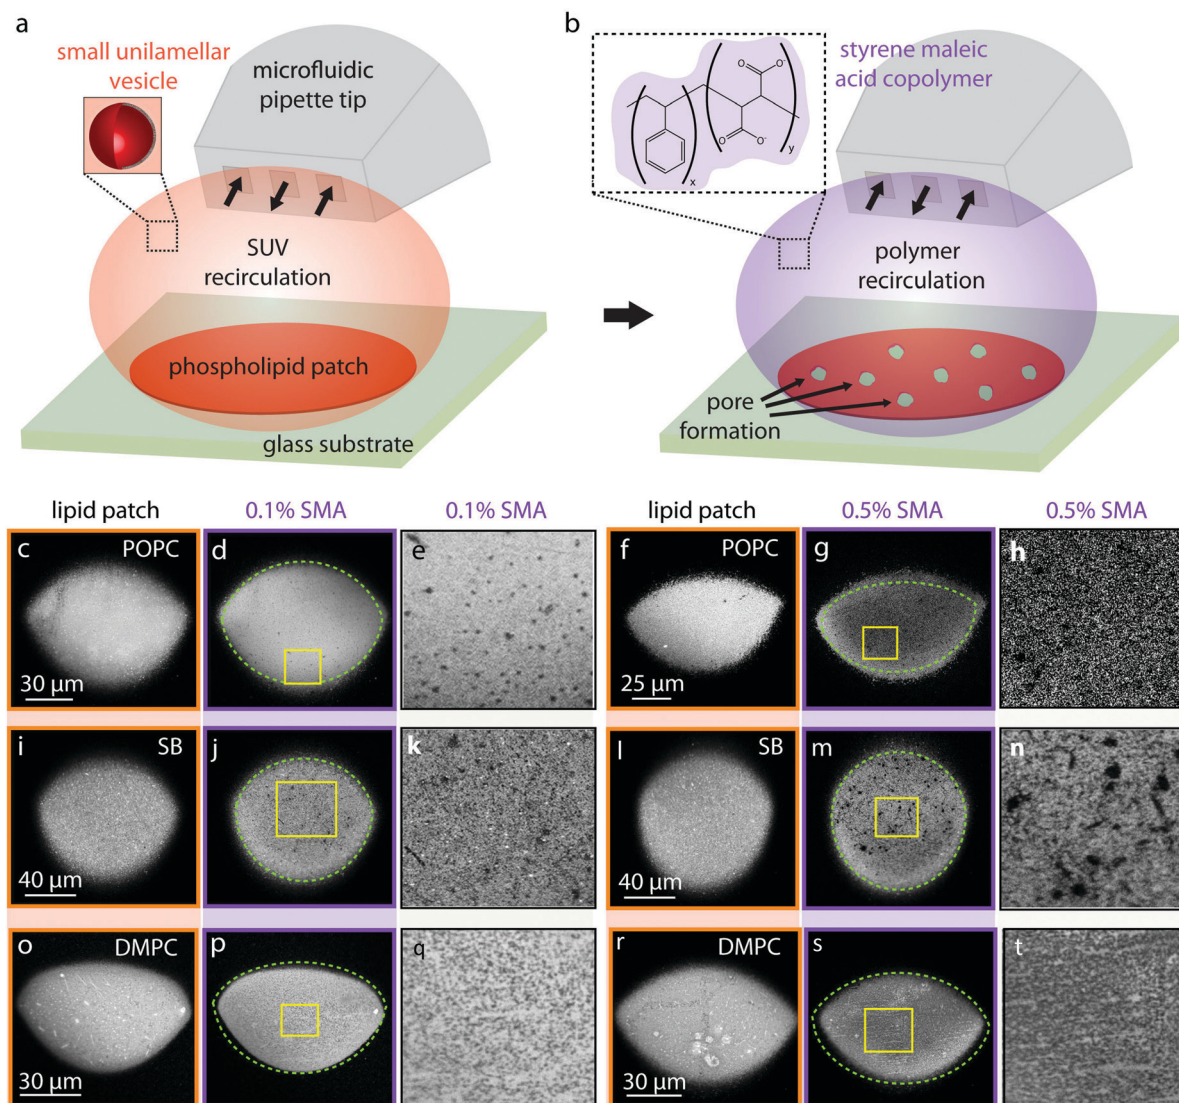 a
small unilamellar
vesicle
microfluidic
pipette tip
SUV
recirculation
phospholipid patch
glass substrate
b
styrene maleic
acid copolymer
O
O-
O
O-
x
y
polymer
recirculation
pore
formation
lipid patch
0.1% SMA
0.1% SMA
lipid patch
0.5% SMA
0.5% SMA
c
POPC
30 µm
d
e
f
POPC
25 µm
g
h
i
SB
40 µm
j
k
l
SB
40 µm
m
n
o
DMPC
30 µm
p
q
r
DMPC
30 µm
s
t